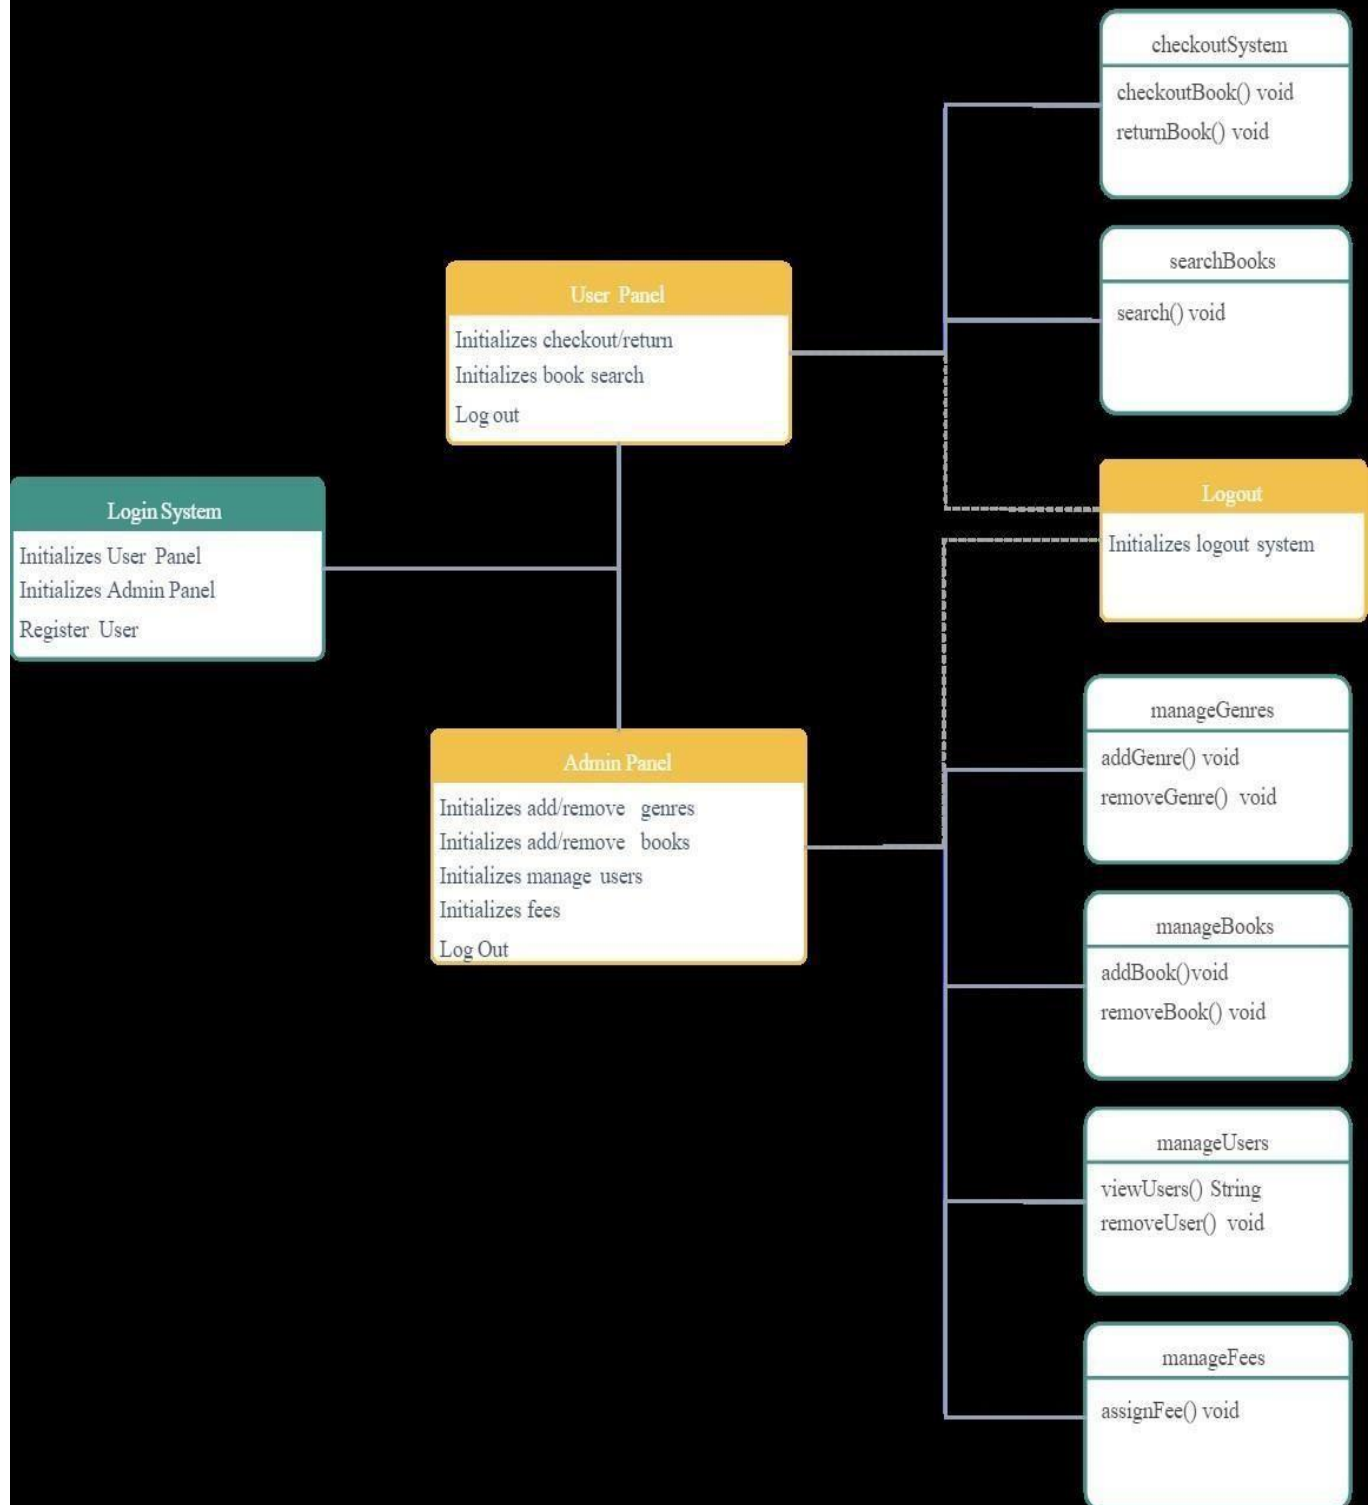 checkoutSystem
checkoutBook() void
returnBook() void
searchBooks
search() void
User Panel
Initializes checkout/return
Initializes book search
Log out
Login System
Initializes User Panel
Initializes Admin Panel
Register User
Logout
Initializes logout system
Admin Panel
Initializes add/remove genres
Initializes add/remove books
Initializes manage users
Initializes fees
Log Out
manageGenres
addGenre() void
removeGenre() void
manageBooks
addBook()void
removeBook() void
manageUsers
viewUsers() String
removeUser() void
manageFees
assignFee() void